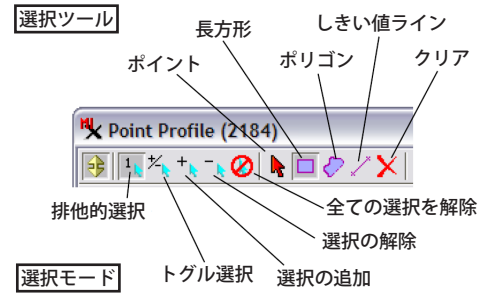 選択ツール
長方形
しきい値ライン
ポイント
ポリゴン
クリア
Point Profile (2184)
排他的選択
全ての選択を解除
選択の解除
トグル選択
選択の追加
選択モード